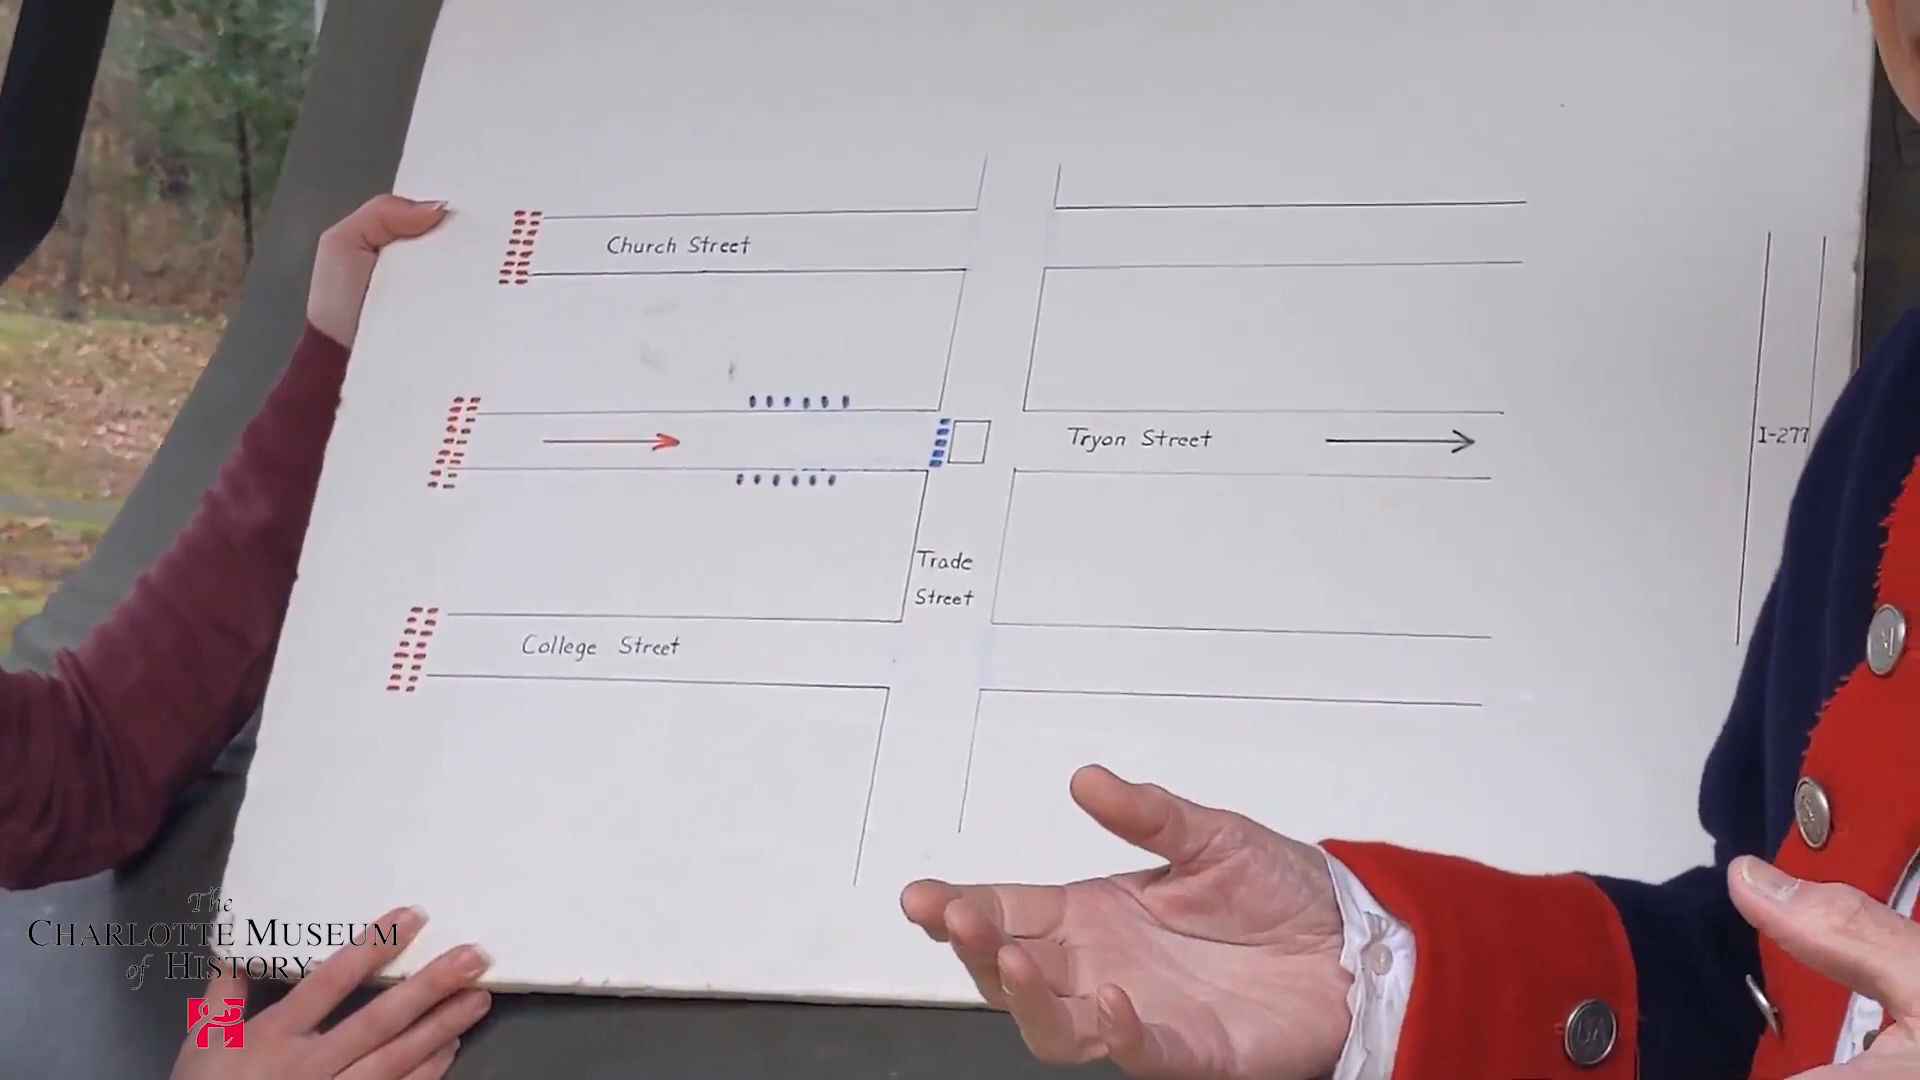 Church Street
Tryon Street
I-277
Trade
Street
College Street
The
CHARLOTTE MUSEUM
of HISTORY